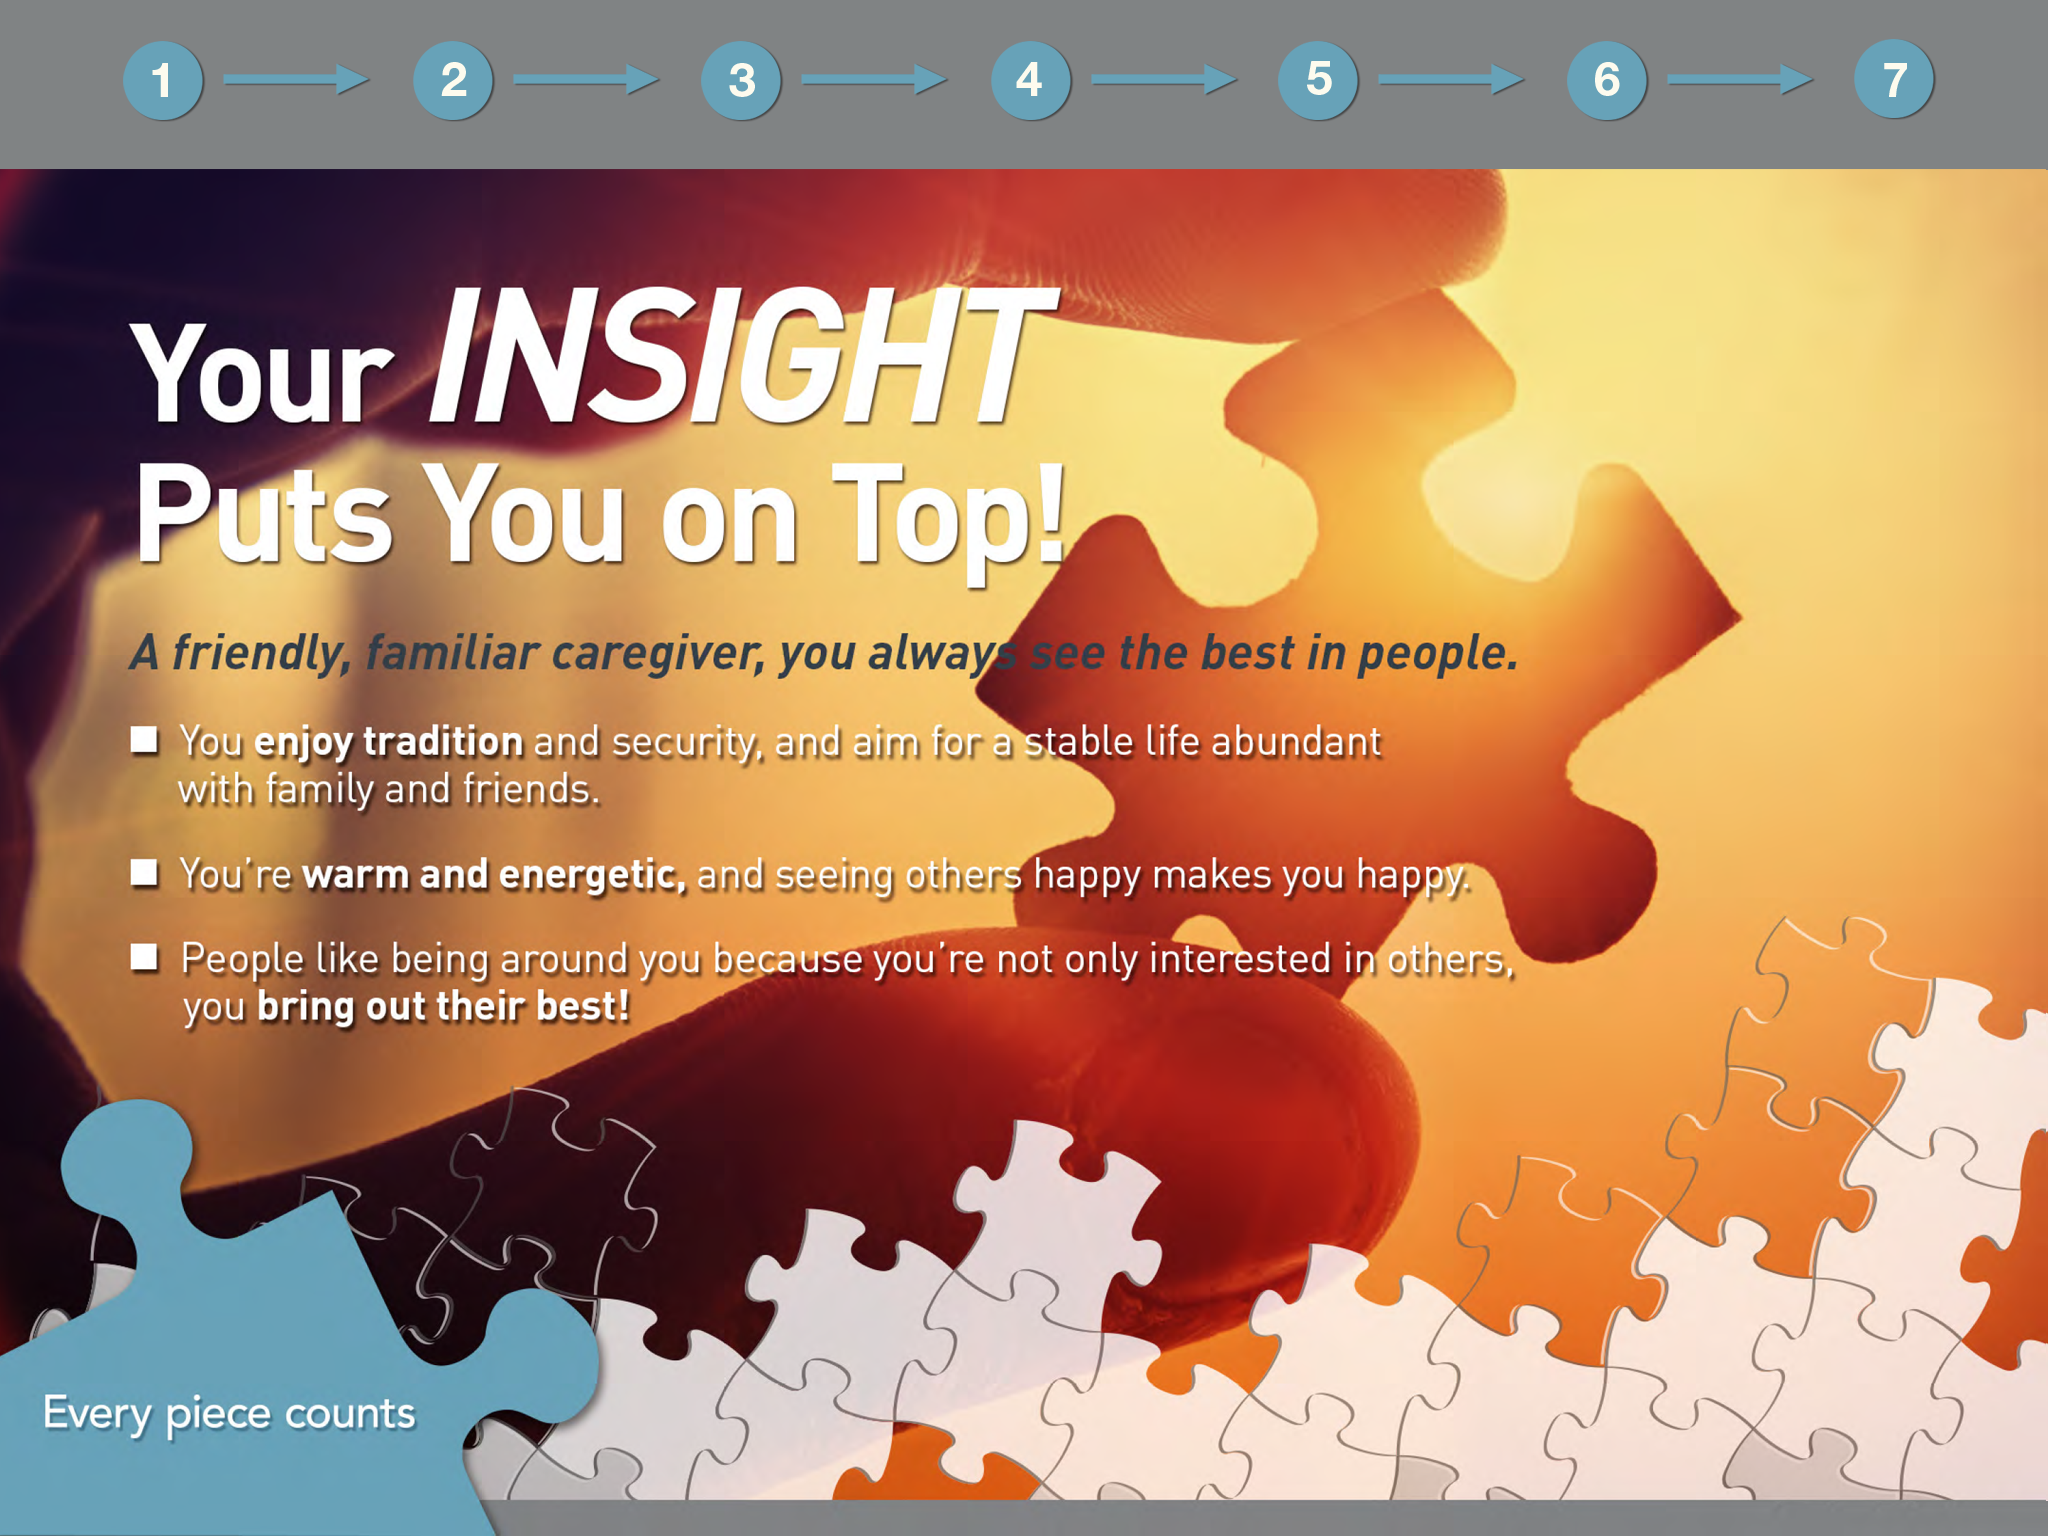 1 2 3 4 5 6 7
Your INSIGHT
Puts You on Top!
A friendly, familiar caregiver, you always see the best in people.
You enjoy tradition and security, and aim for a stable life abundant
with family and friends.
You're warm and energetic, and seeing others happy makes you happy.
People like being around you because you're not only interested in others,
you bring out their best!
Every piece counts